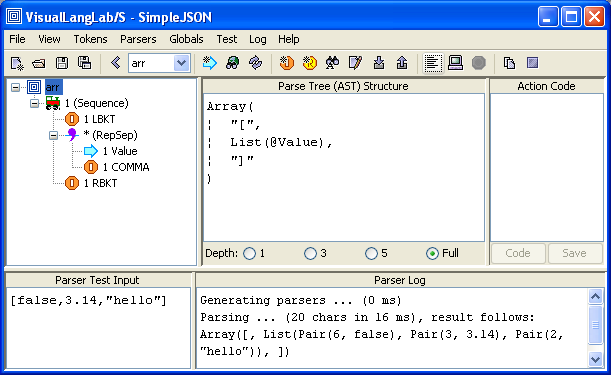 VisualLangLab/S - SimpleJSON
File View Tokens Parsers Globals Test Log Help
arr
Parse Tree (AST) Structure
Action Code
arr
1 (Sequence)
1 LBKT
* (RepSep)
1 Value
1 COMMA
1 RBKT
Array(
¦ "[",
¦ List(@Value),
¦ "]"
)
Depth: 1 3 5 Full
Code Save
Parser Test Input
Parser Log
[false,3.14,"hello"]
Generating parsers ... (0 ms)
Parsing ... (20 chars in 16 ms), result follows:
Array([, List(Pair(6, false), Pair(3, 3.14), Pair(2,
"hello")), ])